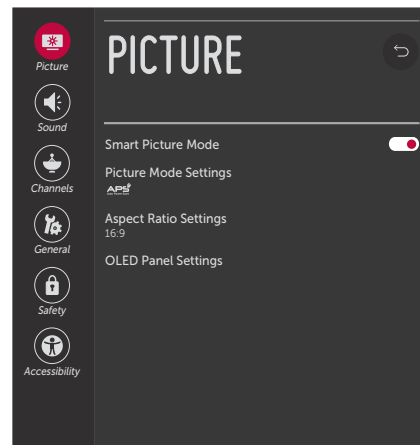 PICTURE
Picture
Sound
Channels
General
Safety
Accessibility
Smart Picture Mode
Picture Mode Settings
APS
Aspect Ratio Settings
16:9
OLED Panel Settings